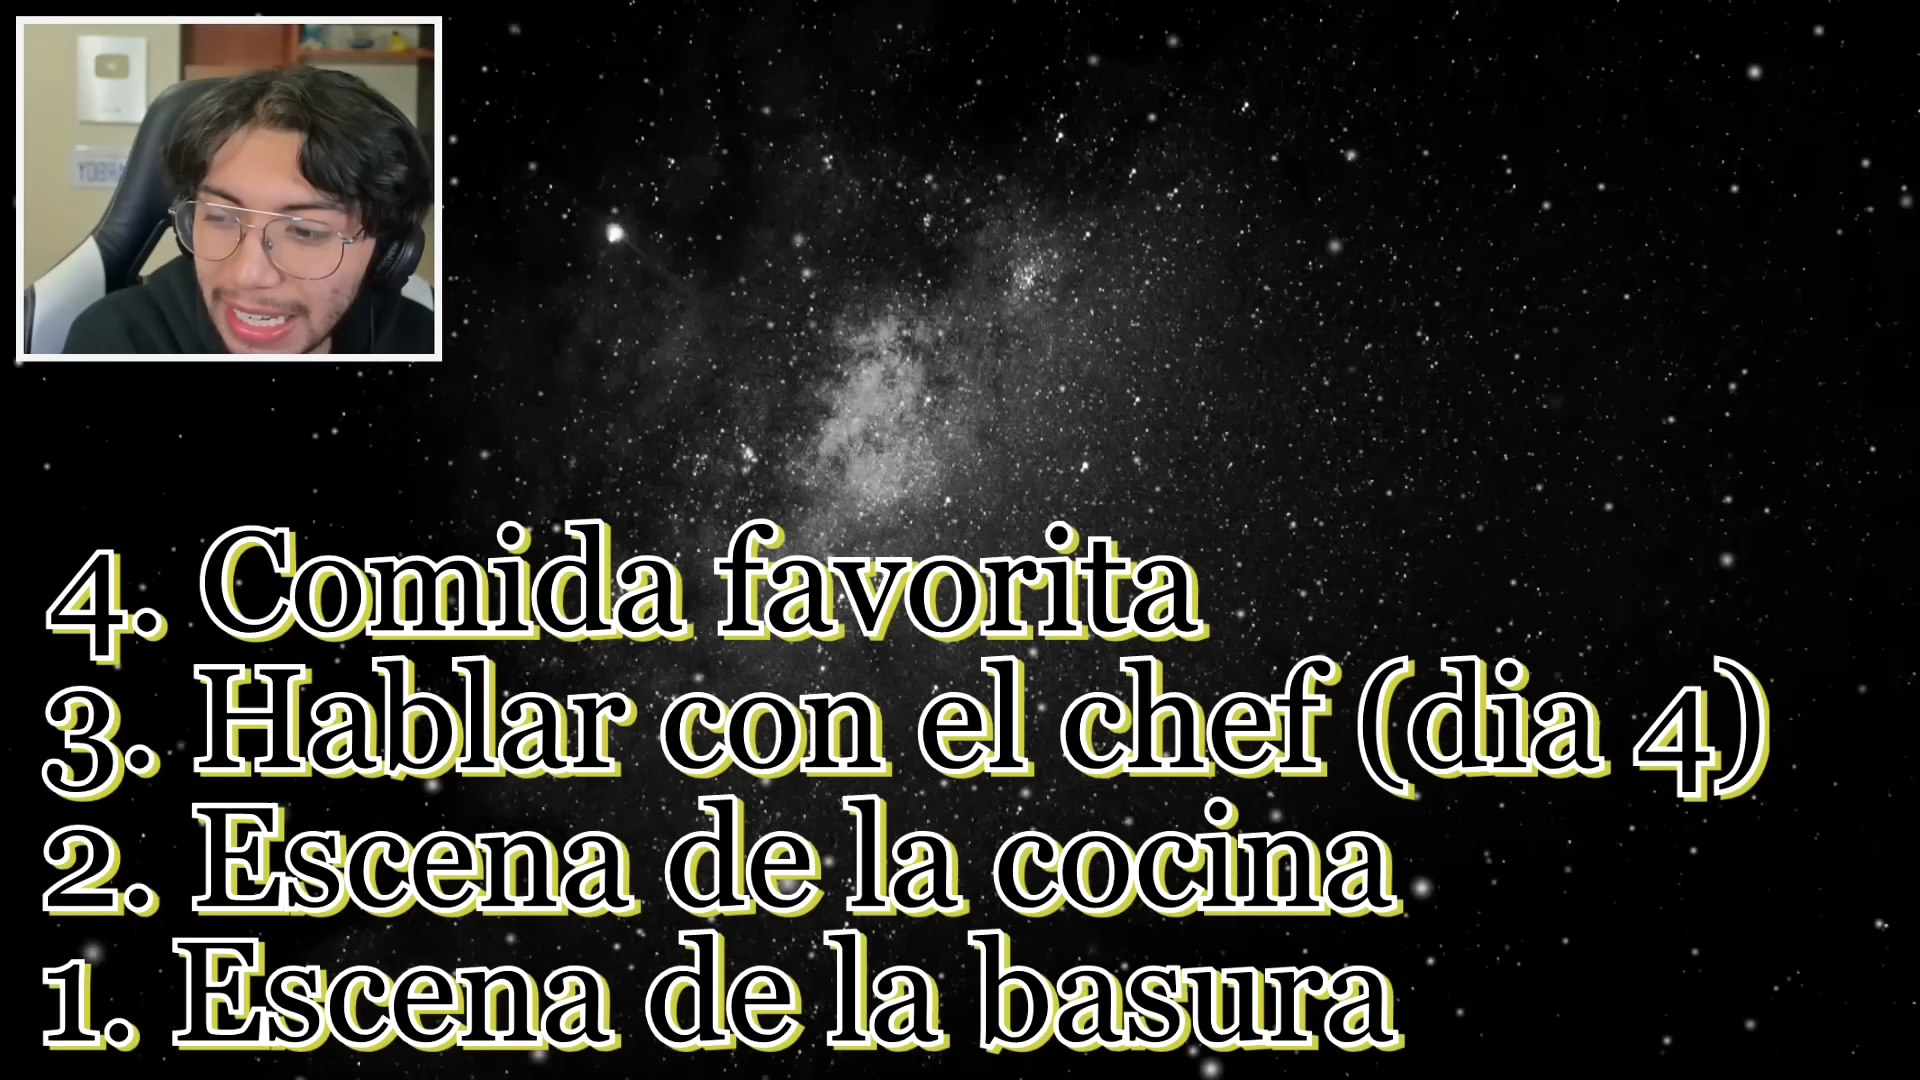 4. Comida favorita
3. Hablar con el chef (dia 4)
2. Escena de la cocina
1. Escena de la basura